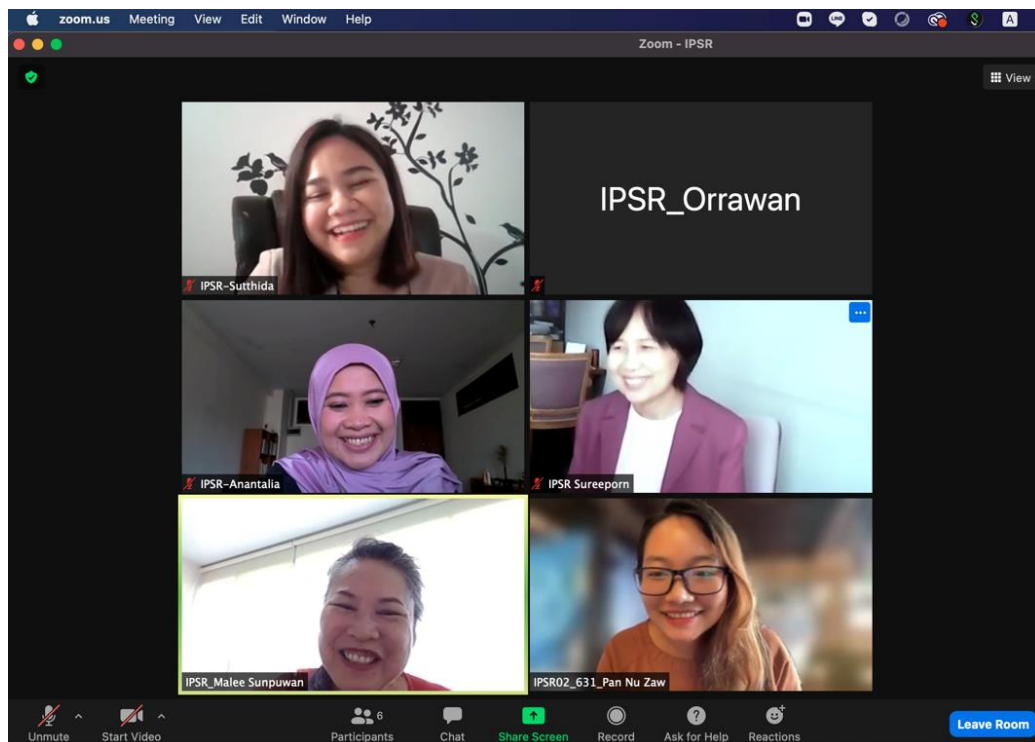 zoom.us Meeting View Edit Window Help A
Zoom - IPSR
View
IPSR-Sutthida
IPSR_Orrawan
IPSR-Anantalia
IPSR Sureeporn
IPSR_Malee Sunpuwan
IPSR02_631_Pan Nu Zaw
6
Unmute Start Video Participants Chat Share Screen Record Ask for Help Reactions Leave Room